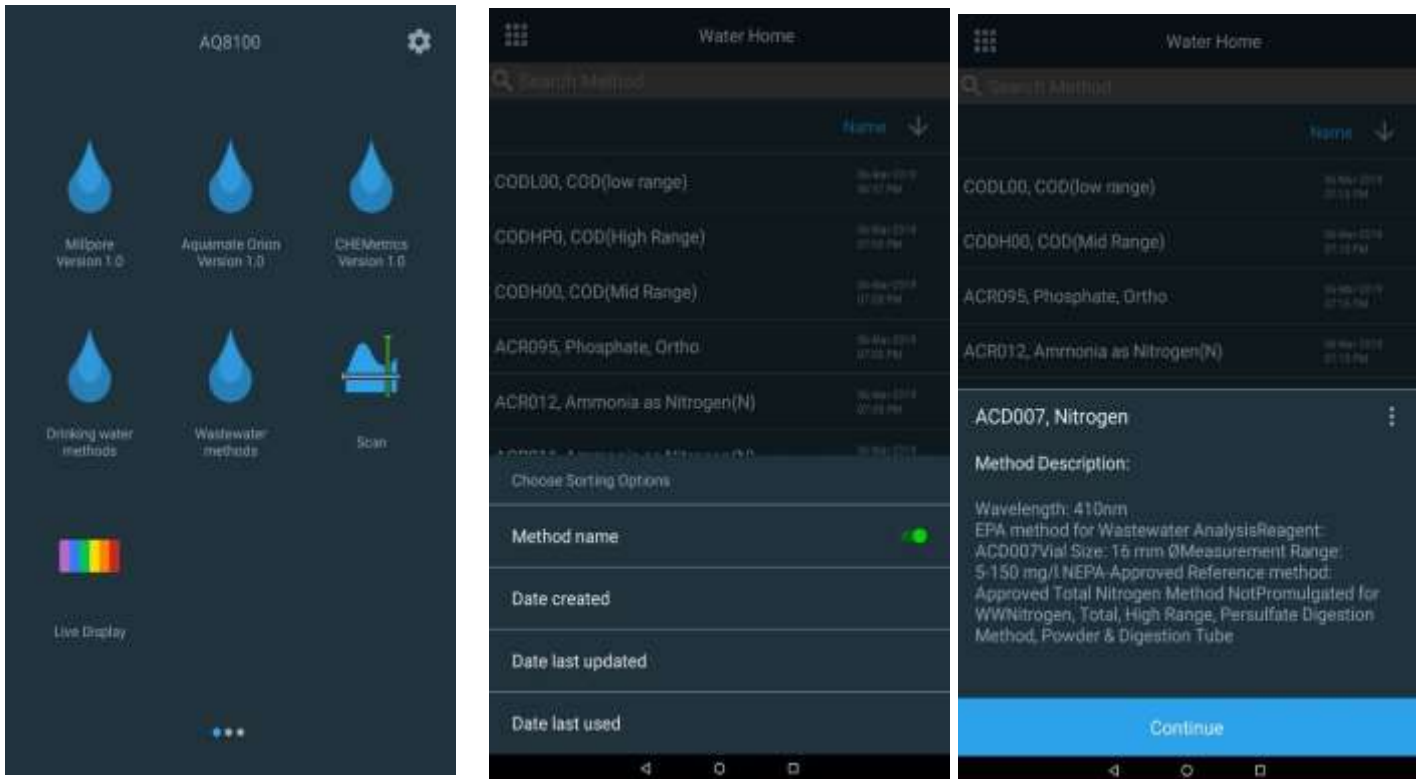 AQ8100
Millpore
Version 1.0
Aquamate Orion
Version 1.0
CHEMetrics
Version 1.0
Drinking water
methods
Wastewater
methods
Scan
Live Display
Water Home
Search Method
Name
CODL00, COD(low range)
CODHP0, COD(High Range)
CODH00, COD(Mid Range)
ACR095, Phosphate, Ortho
ACR012, Ammonia as Nitrogen(N)
Choose Sorting Options
Method name
Date created
Date last updated
Date last used
Water Home
Search Method
Name
CODL00, COD(low range)
CODH00, COD(Mid Range)
ACR095, Phosphate, Ortho
ACR012, Ammonia as Nitrogen(N)
ACD007, Nitrogen
Method Description:
Wavelength: 410nm
EPA method for Wastewater AnalysisReagent:
ACD007Vial Size: 16 mm ØMeasurement Range:
5-150 mg/l NEPA-Approved Reference method:
Approved Total Nitrogen Method NotPromulgated for
WWNitrogen, Total, High Range, Persulfate Digestion
Method, Powder & Digestion Tube
Continue